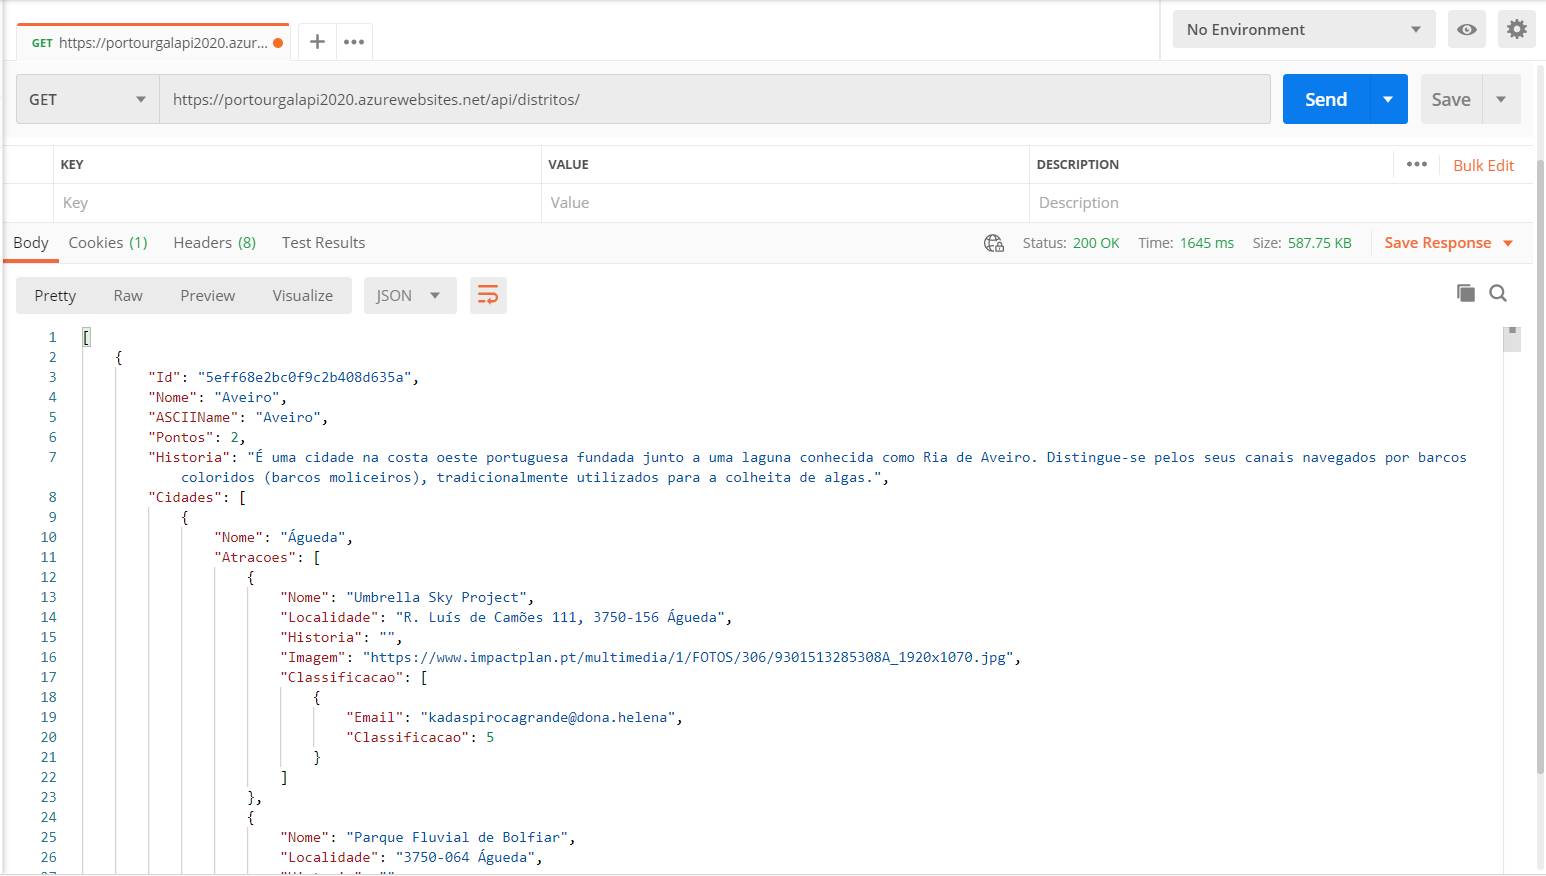 GET https://portourgalapi2020.azur...
No Environment
GET https://portourgalapi2020.azurewebsites.net/api/distritos/ Send Save
KEY VALUE DESCRIPTION Bulk Edit
Key Value Description
Body Cookies (1) Headers (8) Test Results Status: 200 OK Time: 1645 ms Size: 587.75 KB Save Response
Pretty Raw Preview Visualize JSON
1 [
2 {
3 "Id": "5eff68e2bc0f9c2b408d635a",
4 "Nome": "Aveiro",
5 "ASCIIName": "Aveiro",
6 "Pontos": 2,
7 "Historia": "É uma cidade na costa oeste portuguesa fundada junto a uma laguna conhecida como Ria de Aveiro. Distingue-se pelos seus canais navegados por barcos
coloridos (barcos moliceiros), tradicionalmente utilizados para a colheita de algas.",
8 "Cidades": [
9 {
10 "Nome": "Águeda",
11 "Atracoes": [
12 {
13 "Nome": "Umbrella Sky Project",
14 "Localidade": "R. Luís de Camões 111, 3750-156 Águeda",
15 "Historia": "",
16 "Imagem": "https://www.impactplan.pt/multimedia/1/FOTOS/306/9301513285308A_1920x1070.jpg",
17 "Classificacao": [
18 {
19 "Email": "kadaspirocagrande@dona.helena",
20 "Classificacao": 5
21 }
22 ]
23 },
24 {
25 "Nome": "Parque Fluvial de Bolfiar",
26 "Localidade": "3750-064 Águeda",